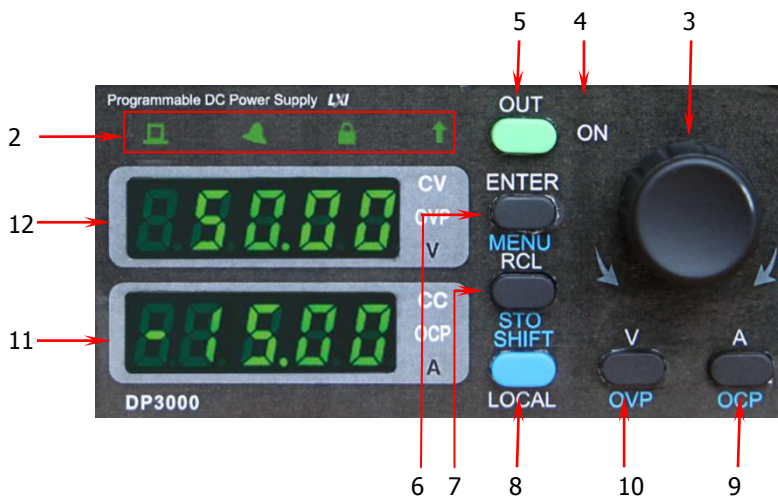 5 4 3
Programmable DC Power Supply LXI
OUT
2 ON
ENTER
CV
12 50.00 OVP
MENU
V
RCL
CC
11 -15.00 OCP
STO
A
SHIFT
V A
DP3000 LOCAL OVP OCP
6 7 8 10 9